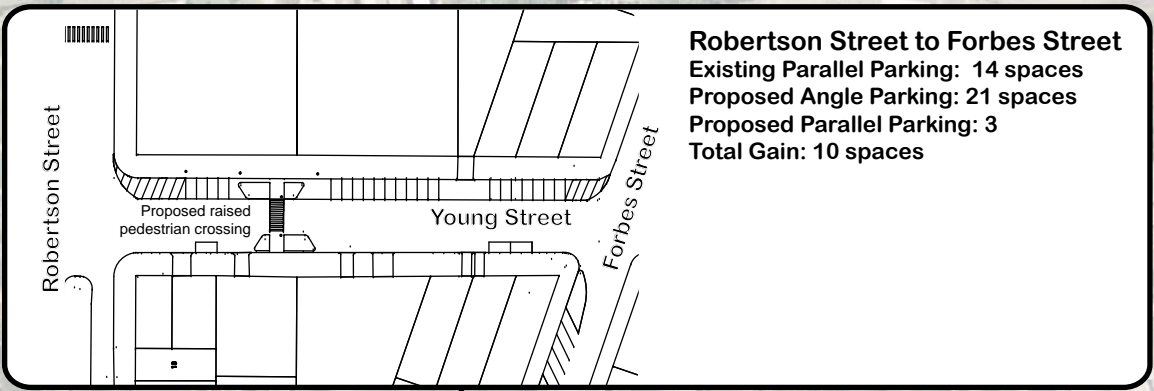 Robertson Street to Forbes Street
Existing Parallel Parking: 14 spaces
Proposed Angle Parking: 21 spaces
Proposed Parallel Parking: 3
Total Gain: 10 spaces
Robertson Street
Proposed raised
pedestrian crossing
Young Street
Forbes Street